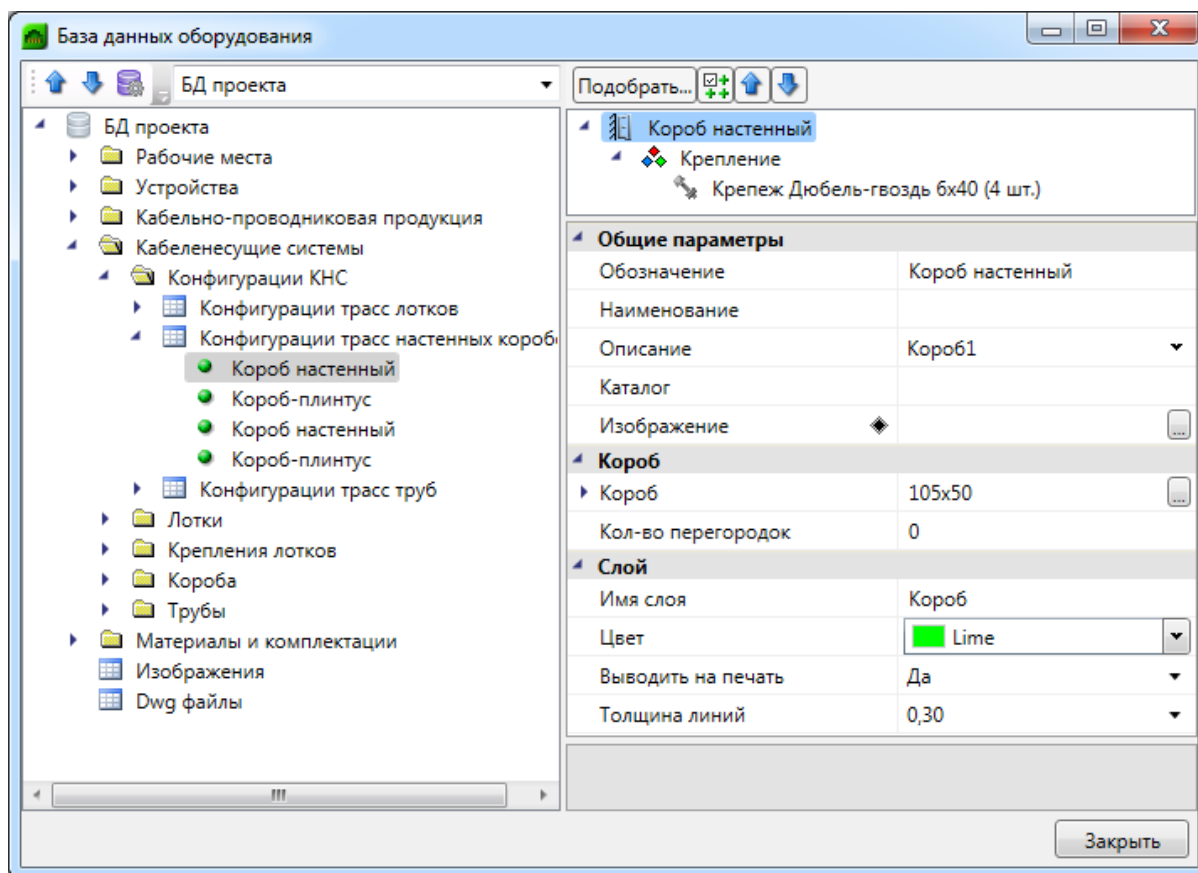 База данных оборудования
БД проекта
БД проекта
Рабочие места
Устройства
Кабельно-проводниковая продукция
Кабеленесущие системы
Конфигурации КНС
Конфигурации трасс лотков
Конфигурации трасс настенных коробо
Короб настенный
Короб-плинтус
Короб настенный
Короб-плинтус
Конфигурации трасс труб
Лотки
Крепления лотков
Короба
Трубы
Материалы и комплектации
Изображения
Dwg файлы
Подобрать...
Короб настенный
Крепление
Крепеж Дюбель-гвоздь 6x40 (4 шт.)
Общие параметры
Обозначение Короб настенный
Наименование
Описание Короб1
Каталог
Изображение ...
Короб
Короб 105x50 ...
Кол-во перегородок 0
Слой
Имя слоя Короб
Цвет Lime
Выводить на печать Да
Толщина линий 0,30
Закрыть